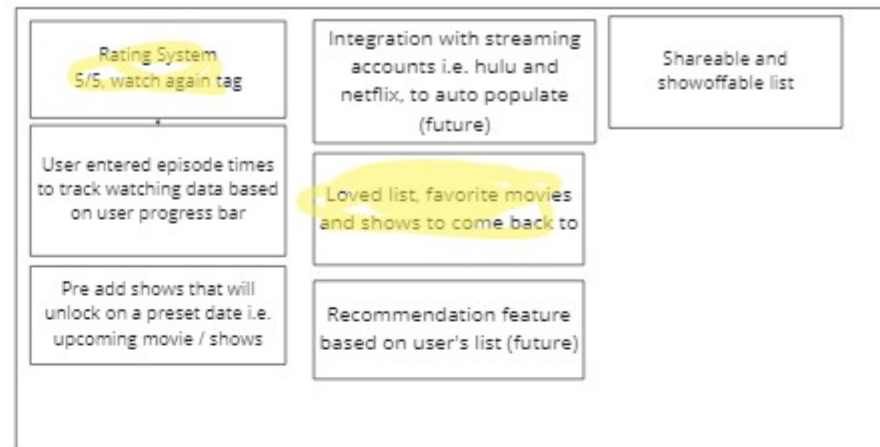 Rating System
5/5, watch again tag
User entered episode times
to track watching data based
on user progress bar
Pre add shows that will
unlock on a preset date i.e.
upcoming movie / shows
Integration with streaming
accounts i.e. hulu and
netflix, to auto populate
(future)
Loved list, favorite movies
and shows to come back to
Recommendation feature
based on user's list (future)
Shareable and
showoffable list